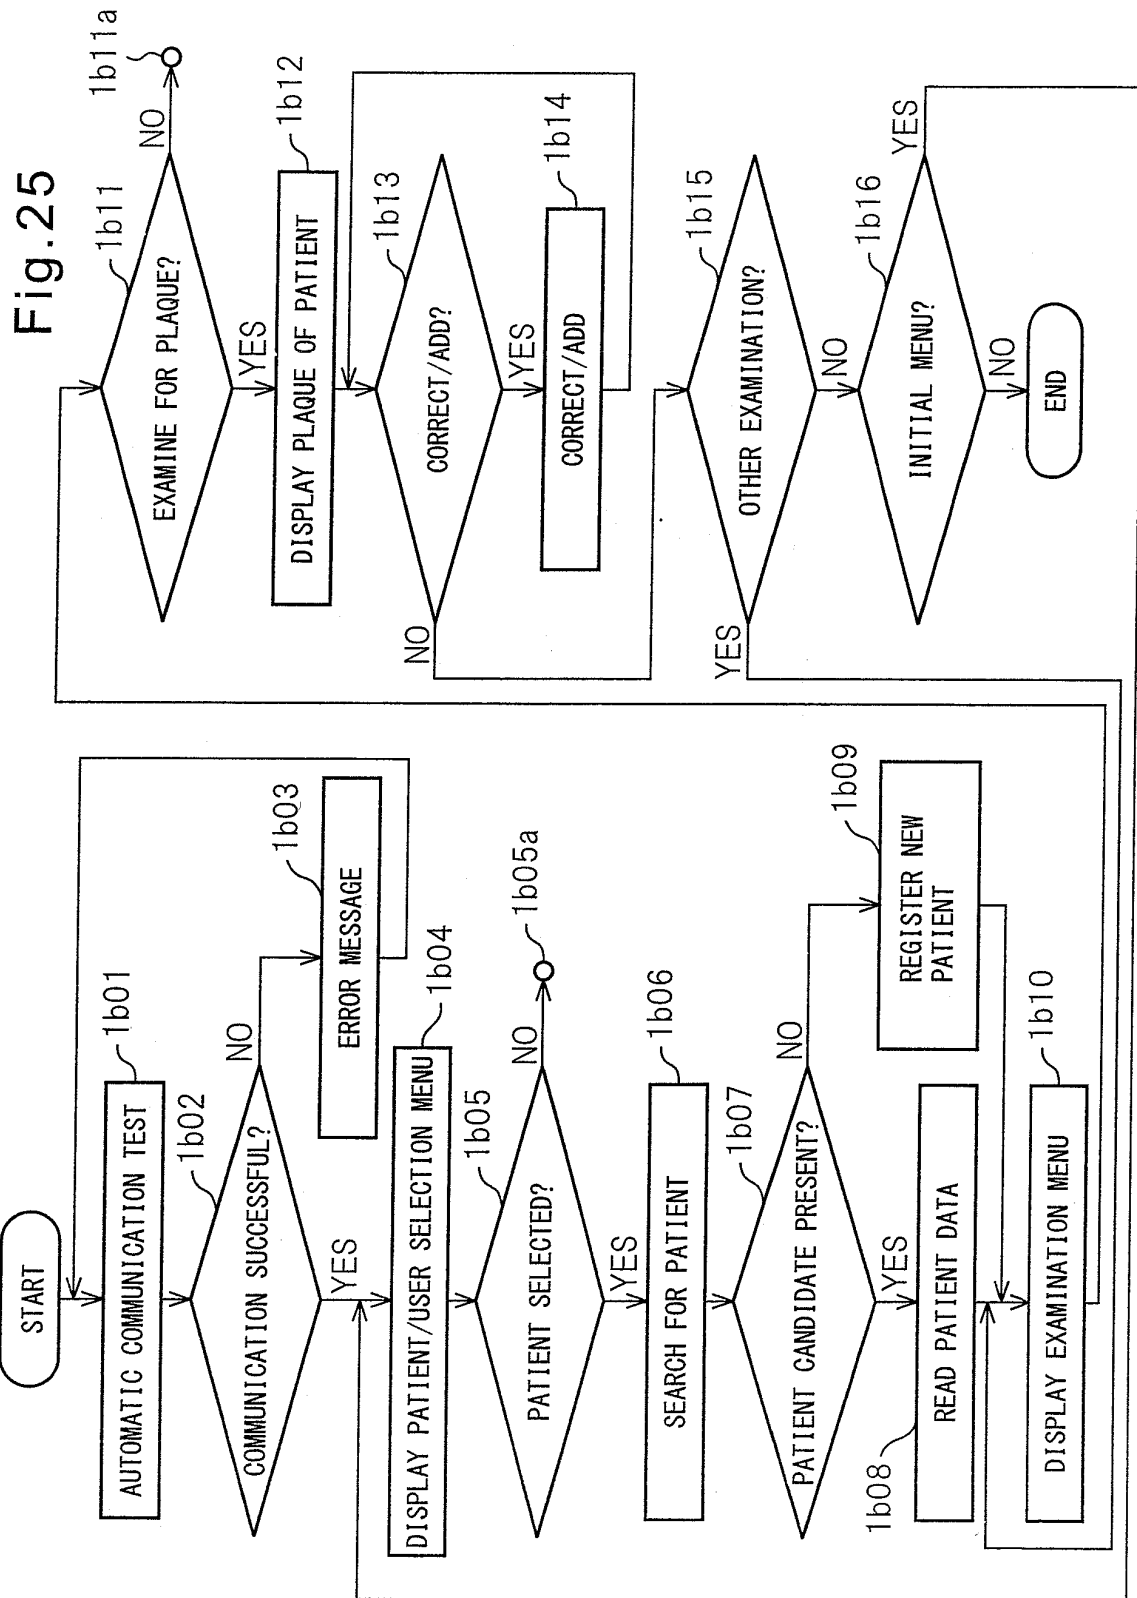 Fig.25
START
AUTOMATIC COMMUNICATION TEST
1b01
COMMUNICATION SUCCESSFUL?
1b02
NO
YES
ERROR MESSAGE
1b03
DISPLAY PATIENT/USER SELECTION MENU
1b04
PATIENT SELECTED?
1b05
NO
1b05a
YES
SEARCH FOR PATIENT
1b06
PATIENT CANDIDATE PRESENT?
1b07
NO
YES
READ PATIENT DATA
1b08
REGISTER NEW
PATIENT
1b09
DISPLAY EXAMINATION MENU
1b10
EXAMINE FOR PLAQUE?
1b11
NO
1b11a
YES
DISPLAY PLAQUE OF PATIENT
1b12
CORRECT/ADD?
1b13
NO
YES
CORRECT/ADD
1b14
OTHER EXAMINATION?
1b15
YES
NO
INITIAL MENU?
1b16
YES
NO
END